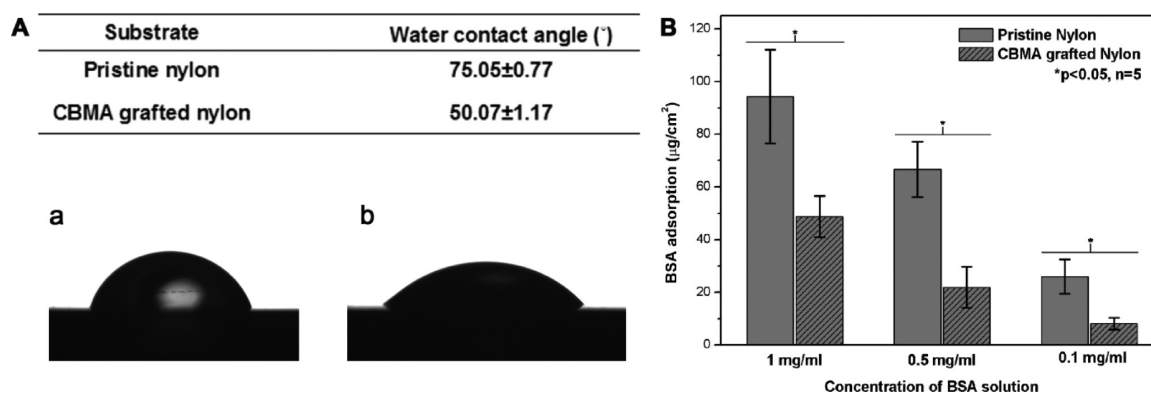 A
Substrate Water contact angle (˘)
Pristine nylon 75.05±0.77
CBMA grafted nylon 50.07±1.17
a b
B
BSA adsorption (μg/cm²)
120
100
80
60
40
20
0
Pristine Nylon
CBMA grafted Nylon
*p<0.05, n=5
* * *
1 mg/ml 0.5 mg/ml 0.1 mg/ml
Concentration of BSA solution